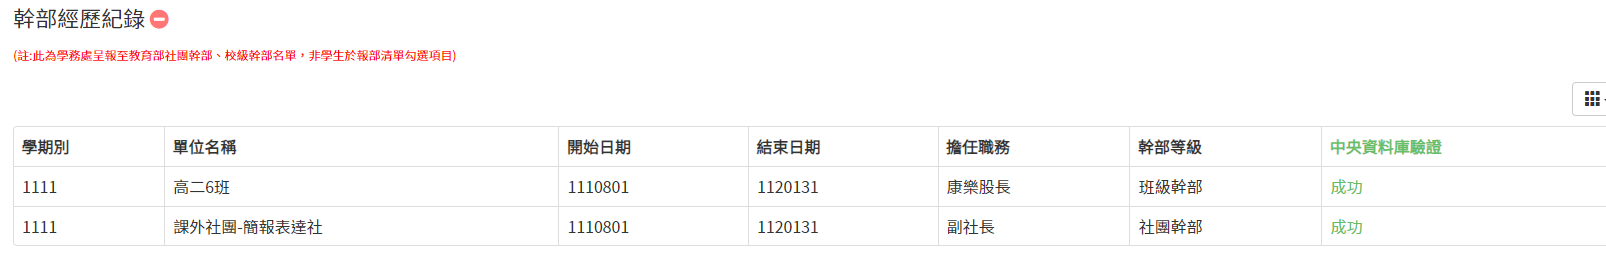 幹部經歷紀錄
(註:此為學務處呈報至教育部社團幹部、校級幹部名單，非學生於報部清單勾選項目)
學期別 單位名稱 開始日期 結束日期 擔任職務 幹部等級 中央資料庫驗證
1111 高二6班 1110801 1120131 康樂股長 班級幹部 成功
1111 課外社團-簡報表達社 1110801 1120131 副社長 社團幹部 成功